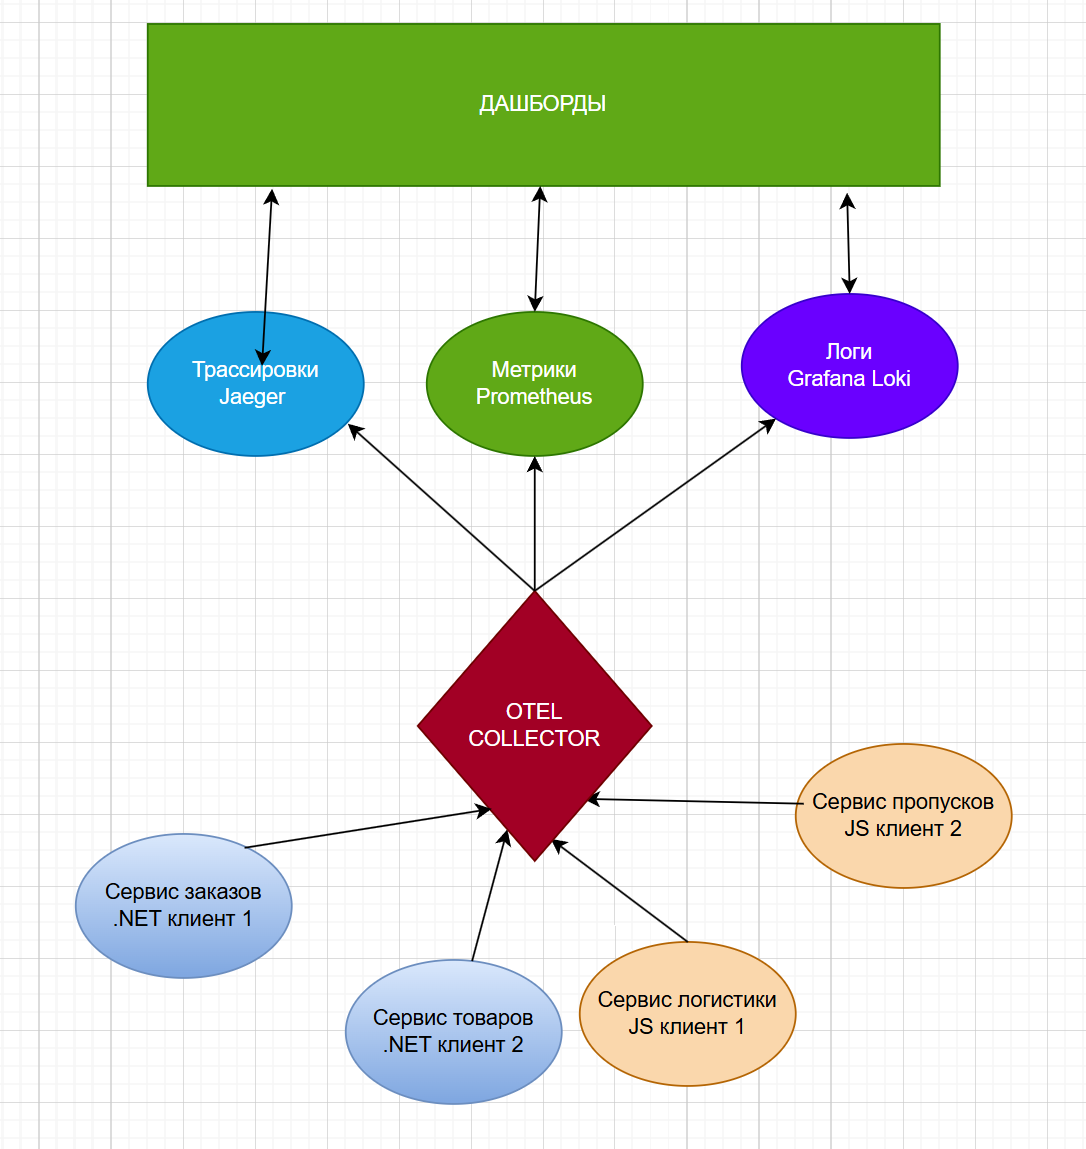 ДАШБОРДЫ
Трассировки
Jaeger
Метрики
Prometheus
Логи
Grafana Loki
OTEL
COLLECTOR
Сервис пропусков
JS клиент 2
Сервис заказов
.NET клиент 1
Сервис логистики
JS клиент 1
Сервис товаров
.NET клиент 2